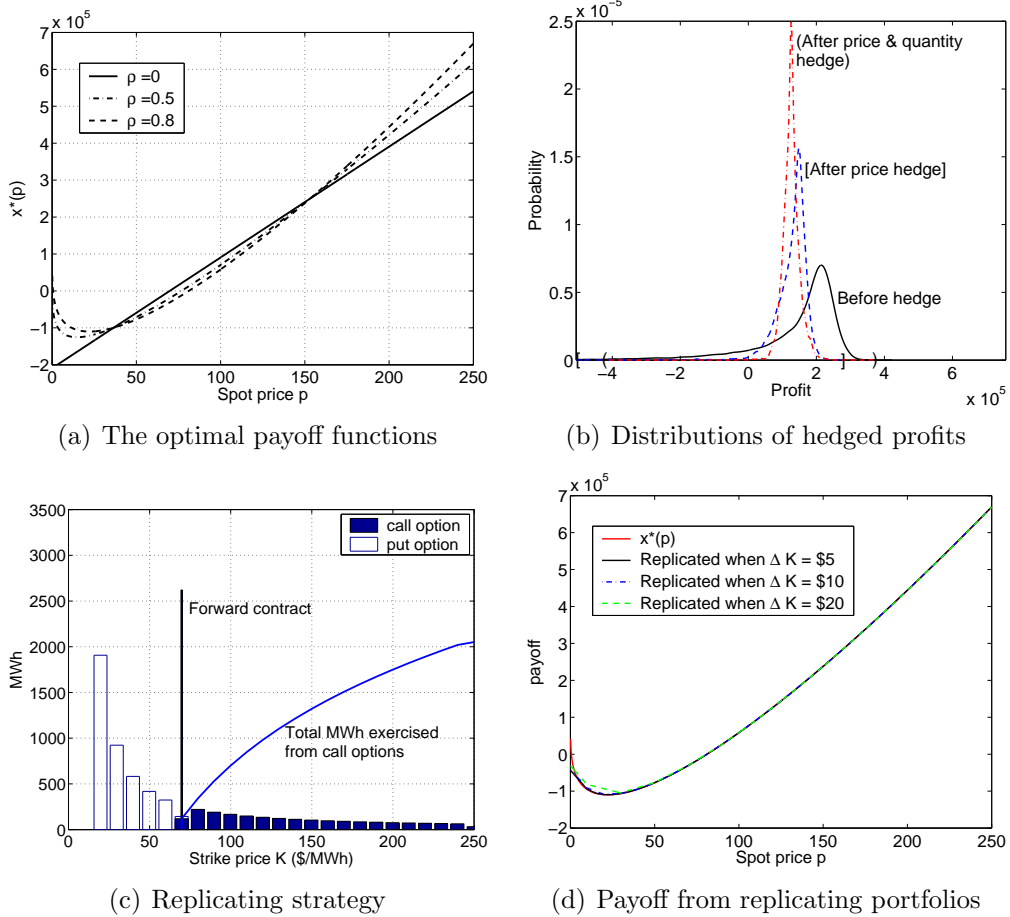 x 10^5
7
6
5
4
3
2
1
0
−1
−2
x*(p)
ρ =0
ρ =0.5
ρ =0.8
0
50
100
150
200
250
Spot price p
(a) The optimal payoff functions
x 10^−5
2.5
2
1.5
1
0.5
0
Probability
(After price & quantity
hedge)
[After price hedge]
Before hedge
[ ( ] )
−4
−2
0
2
4
6
x 10^5
Profit
(b) Distributions of hedged profits
3500
3000
2500
2000
1500
1000
500
0
MWh
call option
put option
Forward contract
Total MWh exercised
from call options
0
50
100
150
200
250
Strike price K ($/MWh)
(c) Replicating strategy
x 10^5
7
6
5
4
3
2
1
0
−1
−2
payoff
x*(p)
Replicated when Δ K = $5
Replicated when Δ K = $10
Replicated when Δ K = $20
0
50
100
150
200
250
Spot price p
(d) Payoff from replicating portfolios